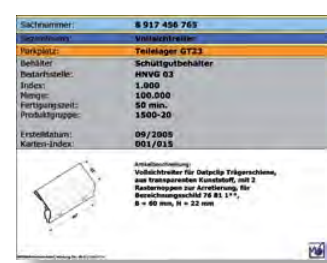 Sachnummer: 8 917 456 765
Vollsichtreiter
Parkplatz: Teilelager GT23
Behälter Schüttgutbehälter
Bedarfsstelle: HNVG 03
Index: 1.000
Menge: 100.000
Fertigungszeit: 50 min.
Produktgruppe: 1500-20
Erstelldatum: 09/2005
Karten-Index: 001/015
Artikelbeschreibung:
Vollsichtreiter für Datpclip Trägerschiene,
aus transparenten Kunststoff, mit 2
Rasternoppen zur Arretierung, für
Bezeichnungsschild 76 81 1**,
B = 60 mm, H = 22 mm